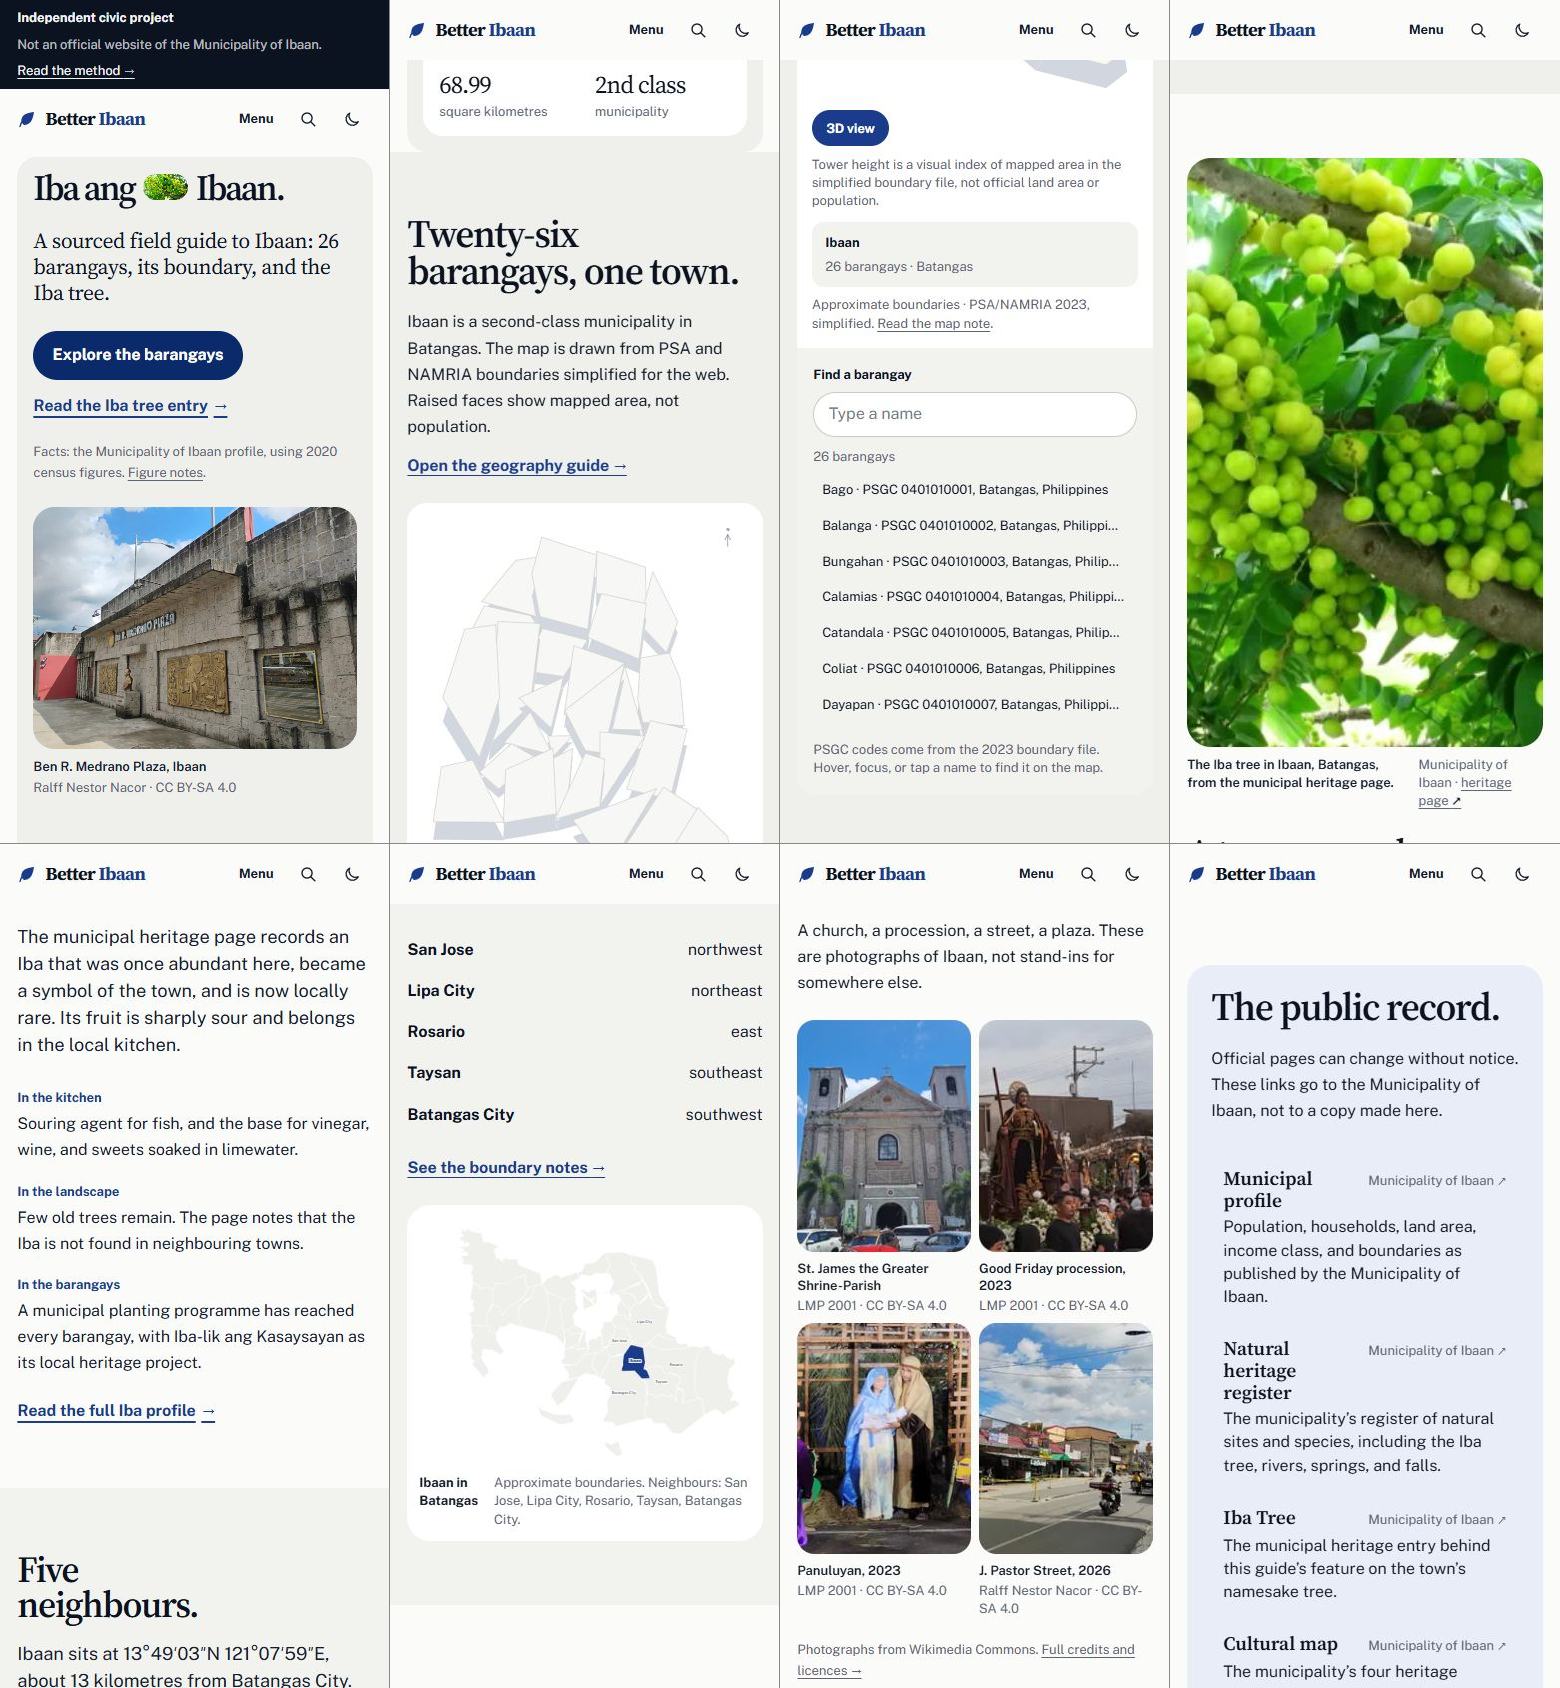 Independent civic project
Not an official website of the Municipality of Ibaan.
Read the method →
Better Ibaan
Menu
Iba ang Ibaan.
A sourced field guide to Ibaan: 26
barangays, its boundary, and the
Iba tree.
Explore the barangays
Read the Iba tree entry →
Facts: the Municipality of Ibaan profile, using 2020
census figures. Figure notes.
Ben R. Medrano Plaza, Ibaan
Ralff Nestor Nacor · CC BY-SA 4.0
Better Ibaan
Menu
68.99
square kilometres
2nd class
municipality
Twenty-six
barangays, one town.
Ibaan is a second-class municipality in
Batangas. The map is drawn from PSA and
NAMRIA boundaries simplified for the web.
Raised faces show mapped area, not
population.
Open the geography guide →
Better Ibaan
Menu
3D view
Tower height is a visual index of mapped area in the
simplified boundary file, not official land area or
population.
Ibaan
26 barangays · Batangas
Approximate boundaries · PSA/NAMRIA 2023,
simplified. Read the map note.
Find a barangay
Type a name
26 barangays
Bago · PSGC 0401010001, Batangas, Philippines
Balanga · PSGC 0401010002, Batangas, Philippi...
Bungahan · PSGC 0401010003, Batangas, Philip...
Calamias · PSGC 0401010004, Batangas, Philippi...
Catandala · PSGC 0401010005, Batangas, Philip...
Coliat · PSGC 0401010006, Batangas, Philippines
Dayapan · PSGC 0401010007, Batangas, Philippi...
PSGC codes come from the 2023 boundary file.
Hover, focus, or tap a name to find it on the map.
Better Ibaan
Menu
The Iba tree in Ibaan, Batangas,
from the municipal heritage page.
Municipality of
Ibaan · heritage
page ↗
Better Ibaan
Menu
The municipal heritage page records an
Iba that was once abundant here, became
a symbol of the town, and is now locally
rare. Its fruit is sharply sour and belongs
in the local kitchen.
In the kitchen
Souring agent for fish, and the base for vinegar,
wine, and sweets soaked in limewater.
In the landscape
Few old trees remain. The page notes that the
Iba is not found in neighbouring towns.
In the barangays
A municipal planting programme has reached
every barangay, with Iba-lik ang Kasaysayan as
its local heritage project.
Read the full Iba profile →
Five
neighbours.
Ibaan sits at 13°49′03″N 121°07′59″E,
about 13 kilometres from Batangas City.
Better Ibaan
Menu
San Jose northwest
Lipa City northeast
Rosario east
Taysan southeast
Batangas City southwest
See the boundary notes →
Lipa City
San Jose
Ibaan
Rosario
Taysan
Batangas City
Ibaan in
Batangas
Approximate boundaries. Neighbours: San
Jose, Lipa City, Rosario, Taysan, Batangas
City.
Better Ibaan
Menu
A church, a procession, a street, a plaza. These
are photographs of Ibaan, not stand-ins for
somewhere else.
St. James the Greater
Shrine-Parish
LMP 2001 · CC BY-SA 4.0
Good Friday procession,
2023
LMP 2001 · CC BY-SA 4.0
Panuluyan, 2023
LMP 2001 · CC BY-SA 4.0
J. Pastor Street, 2026
Ralff Nestor Nacor · CC BY-
SA 4.0
Photographs from Wikimedia Commons. Full credits and
licences →
Better Ibaan
Menu
The public record.
Official pages can change without notice.
These links go to the Municipality of
Ibaan, not to a copy made here.
Municipal
profile
Municipality of Ibaan ↗
Population, households, land area,
income class, and boundaries as
published by the Municipality of
Ibaan.
Natural
heritage
register
Municipality of Ibaan ↗
The municipality’s register of natural
sites and species, including the Iba
tree, rivers, springs, and falls.
Iba Tree
Municipality of Ibaan ↗
The municipal heritage entry behind
this guide’s feature on the town’s
namesake tree.
Cultural map
Municipality of Ibaan ↗
The municipality’s four heritage